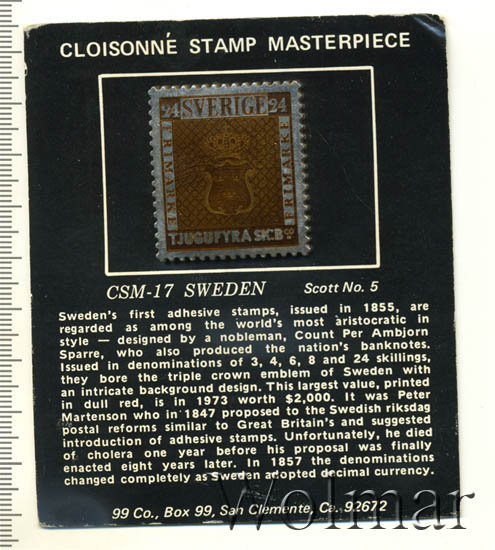 CLOISONNÉ STAMP MASTERPIECE
24 SVERIGE 24
FRIMARKE
FRIMARKE
TJUGUFYRA SK.Bco
CSM-17 SWEDEN Scott No. 5
Sweden's first adhesive stamps, issued in 1855, are
regarded as among the world's most aristocratic in
style — designed by a nobleman, Count Per Ambjorn
Sparre, who also produced the nation's banknotes.
Issued in denominations of 3, 4, 6, 8 and 24 skillings,
they bore the triple crown emblem of Sweden with
an intricate background design. This largest value, printed
in dull red, is in 1973 worth $2,000. It was Peter
Martenson who in 1847 proposed to the Swedish riksdag
postal reforms similar to Great Britain's and suggested
introduction of adhesive stamps. Unfortunately, he died
of cholera one year before his proposal was finally
enacted eight years later. In 1857 the denominations
changed completely as Sweden adopted decimal currency.
99 Co., Box 99, San Clemente, Ca. 92672
Wolmar